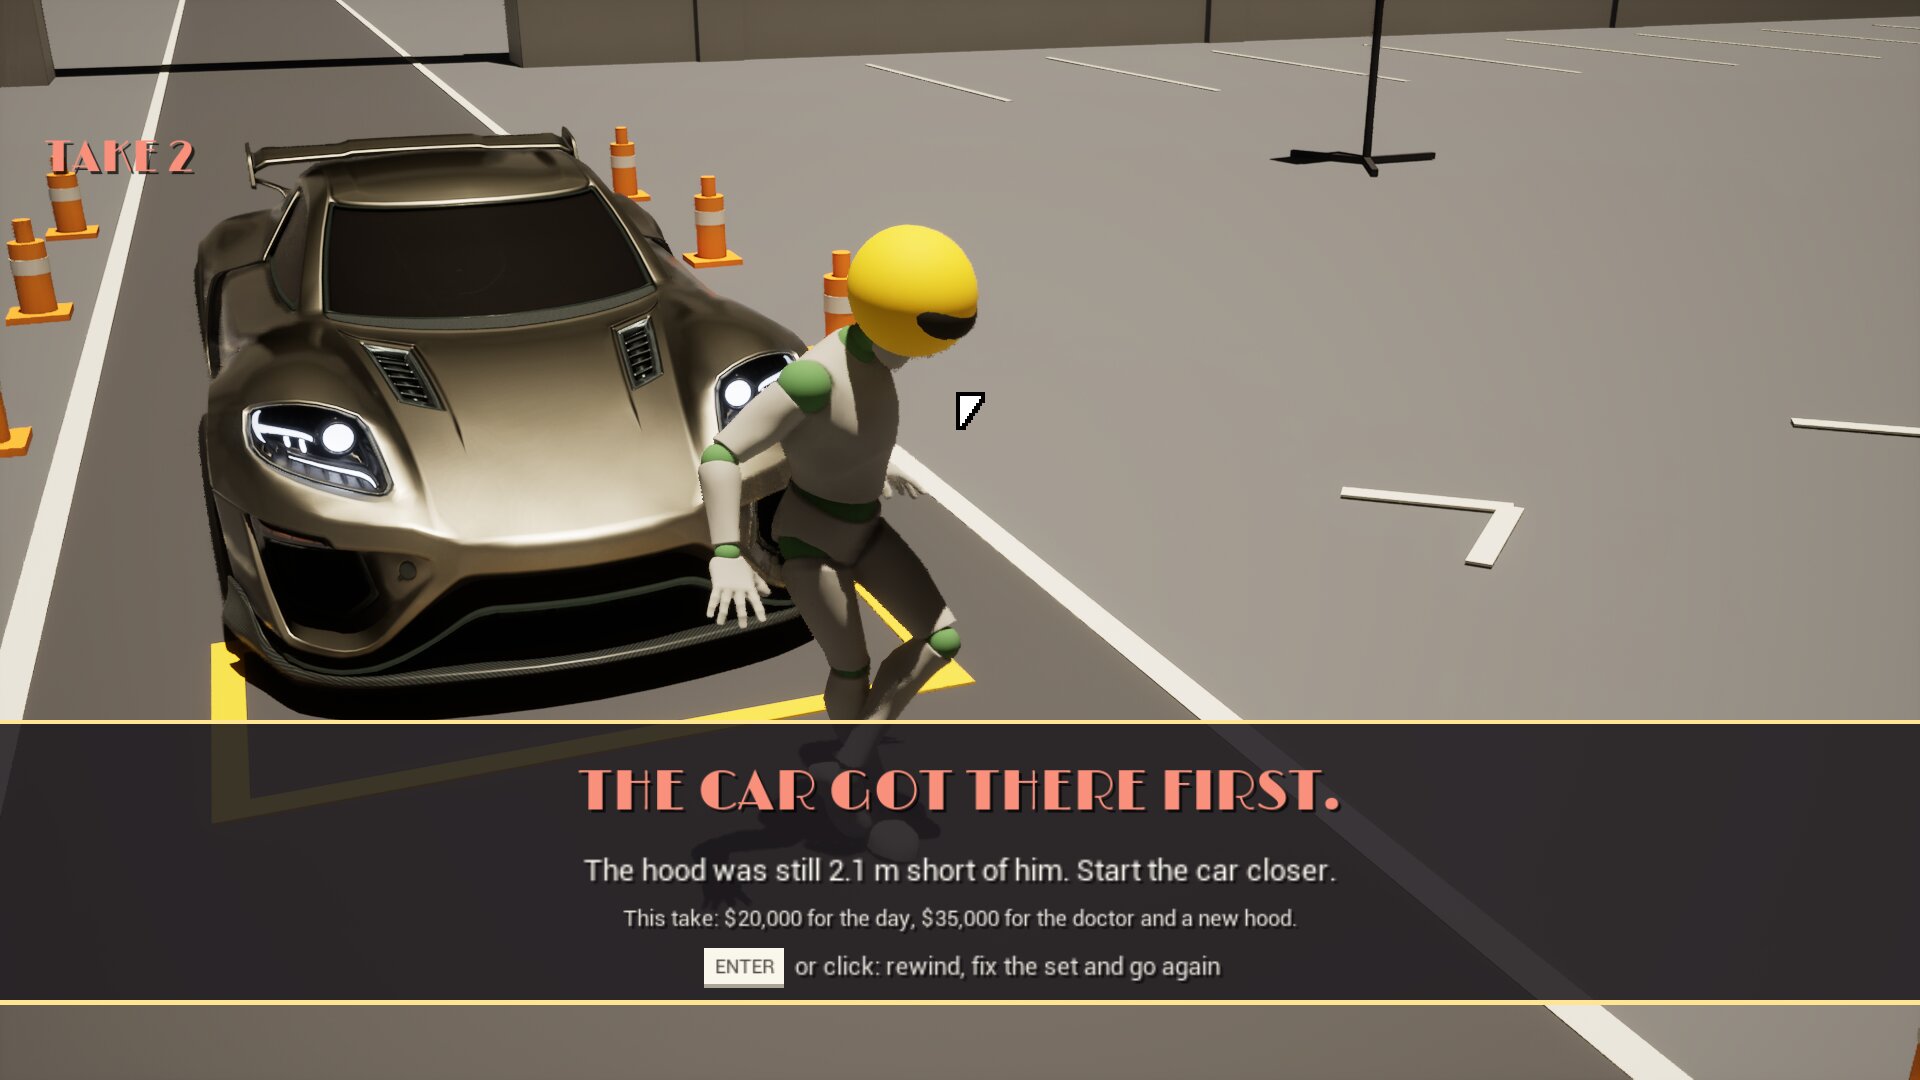 TAKE 2
THE CAR GOT THERE FIRST.
The hood was still 2.1 m short of him. Start the car closer.
This take: $20,000 for the day, $35,000 for the doctor and a new hood.
ENTER or click: rewind, fix the set and go again